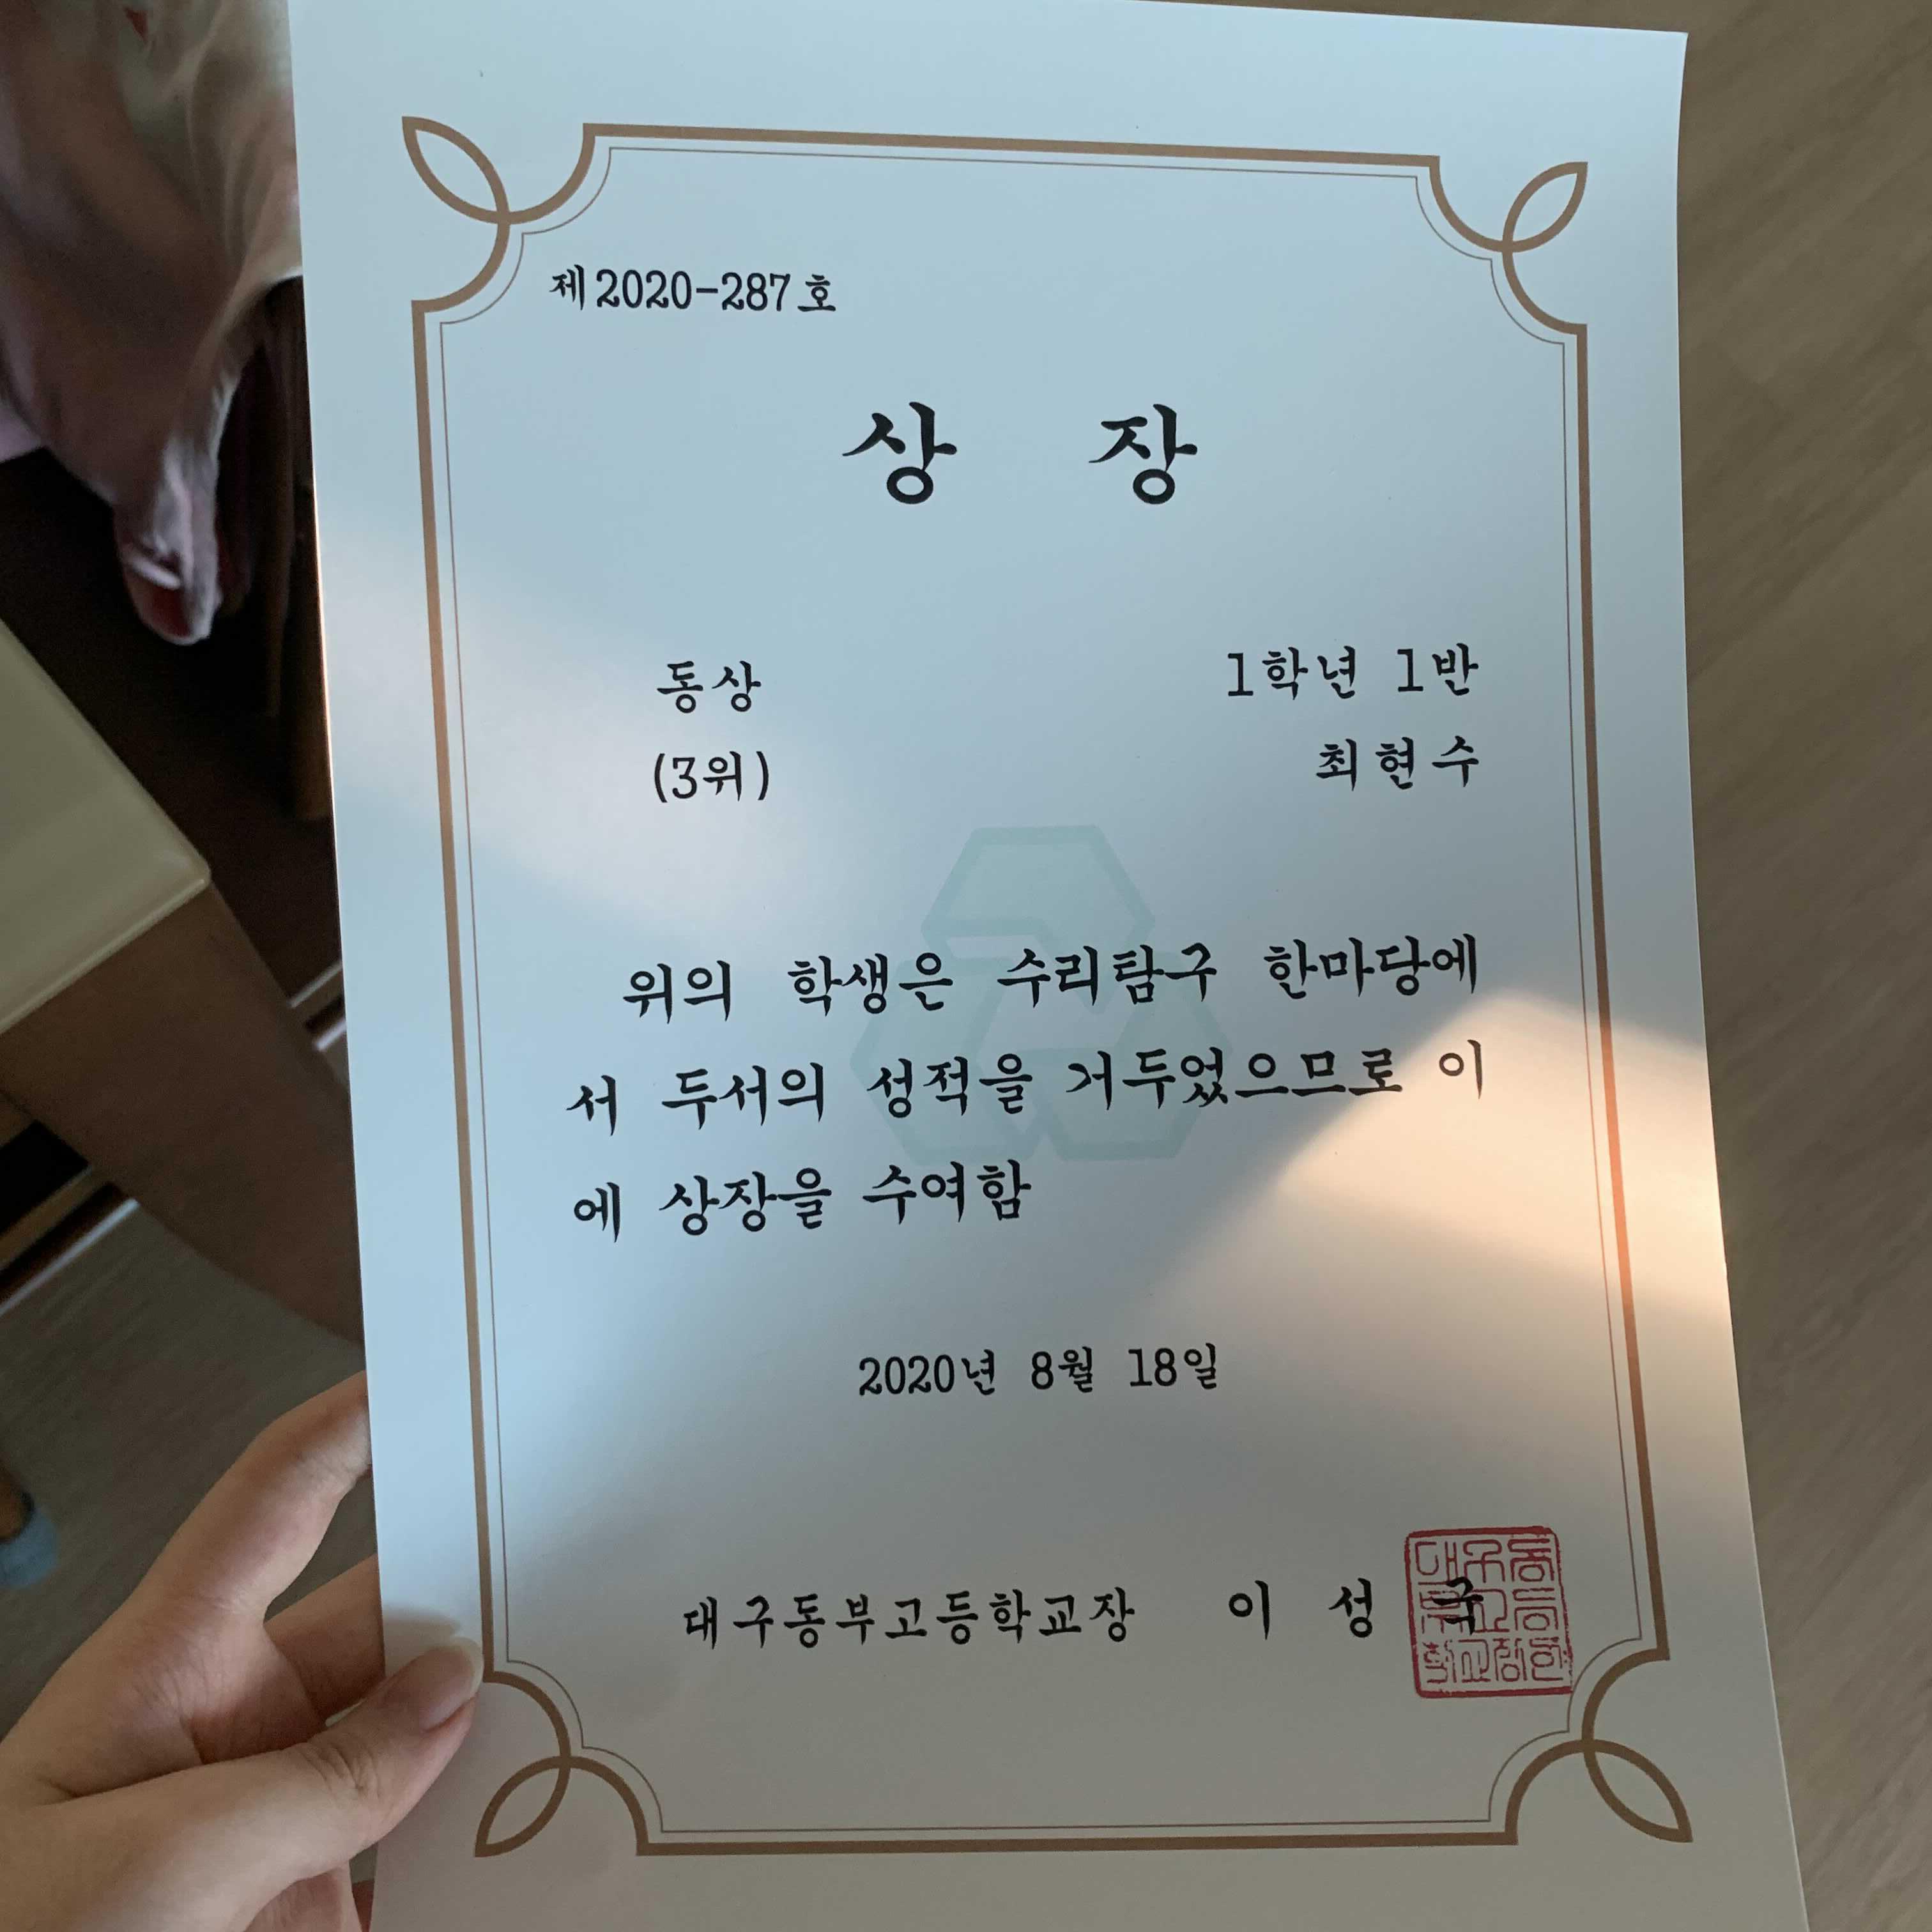 제2020-287호
상 장
동상 1학년 1반
(3위) 최현수
위의 학생은 수리탐구 한마당에
서 두서의 성적을 거두었으므로 이
에 상장을 수여함
2020년 8월 18일
대구동부고등학교장 이 성 구